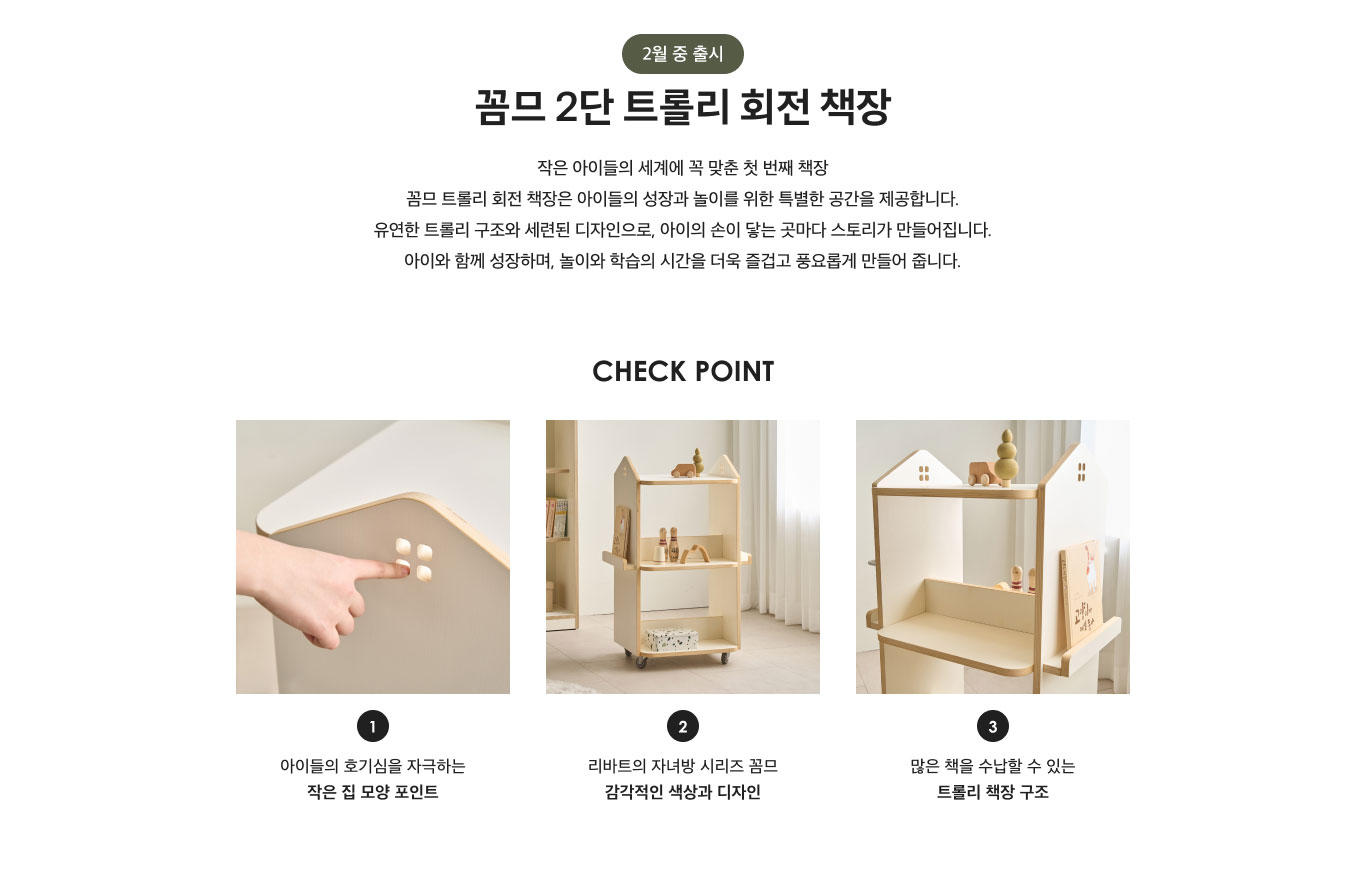 2월 중 출시
꼼므 2단 트롤리 회전 책장
작은 아이들의 세계에 꼭 맞춘 첫 번째 책장
꼼므 트롤리 회전 책장은 아이들의 성장과 놀이를 위한 특별한 공간을 제공합니다.
유연한 트롤리 구조와 세련된 디자인으로, 아이의 손이 닿는 곳마다 스토리가 만들어집니다.
아이와 함께 성장하며, 놀이와 학습의 시간을 더욱 즐겁고 풍요롭게 만들어 줍니다.
CHECK POINT
1
아이들의 호기심을 자극하는
작은 집 모양 포인트
2
리바트의 자녀방 시리즈 꼼므
감각적인 색상과 디자인
3
많은 책을 수납할 수 있는
트롤리 책장 구조